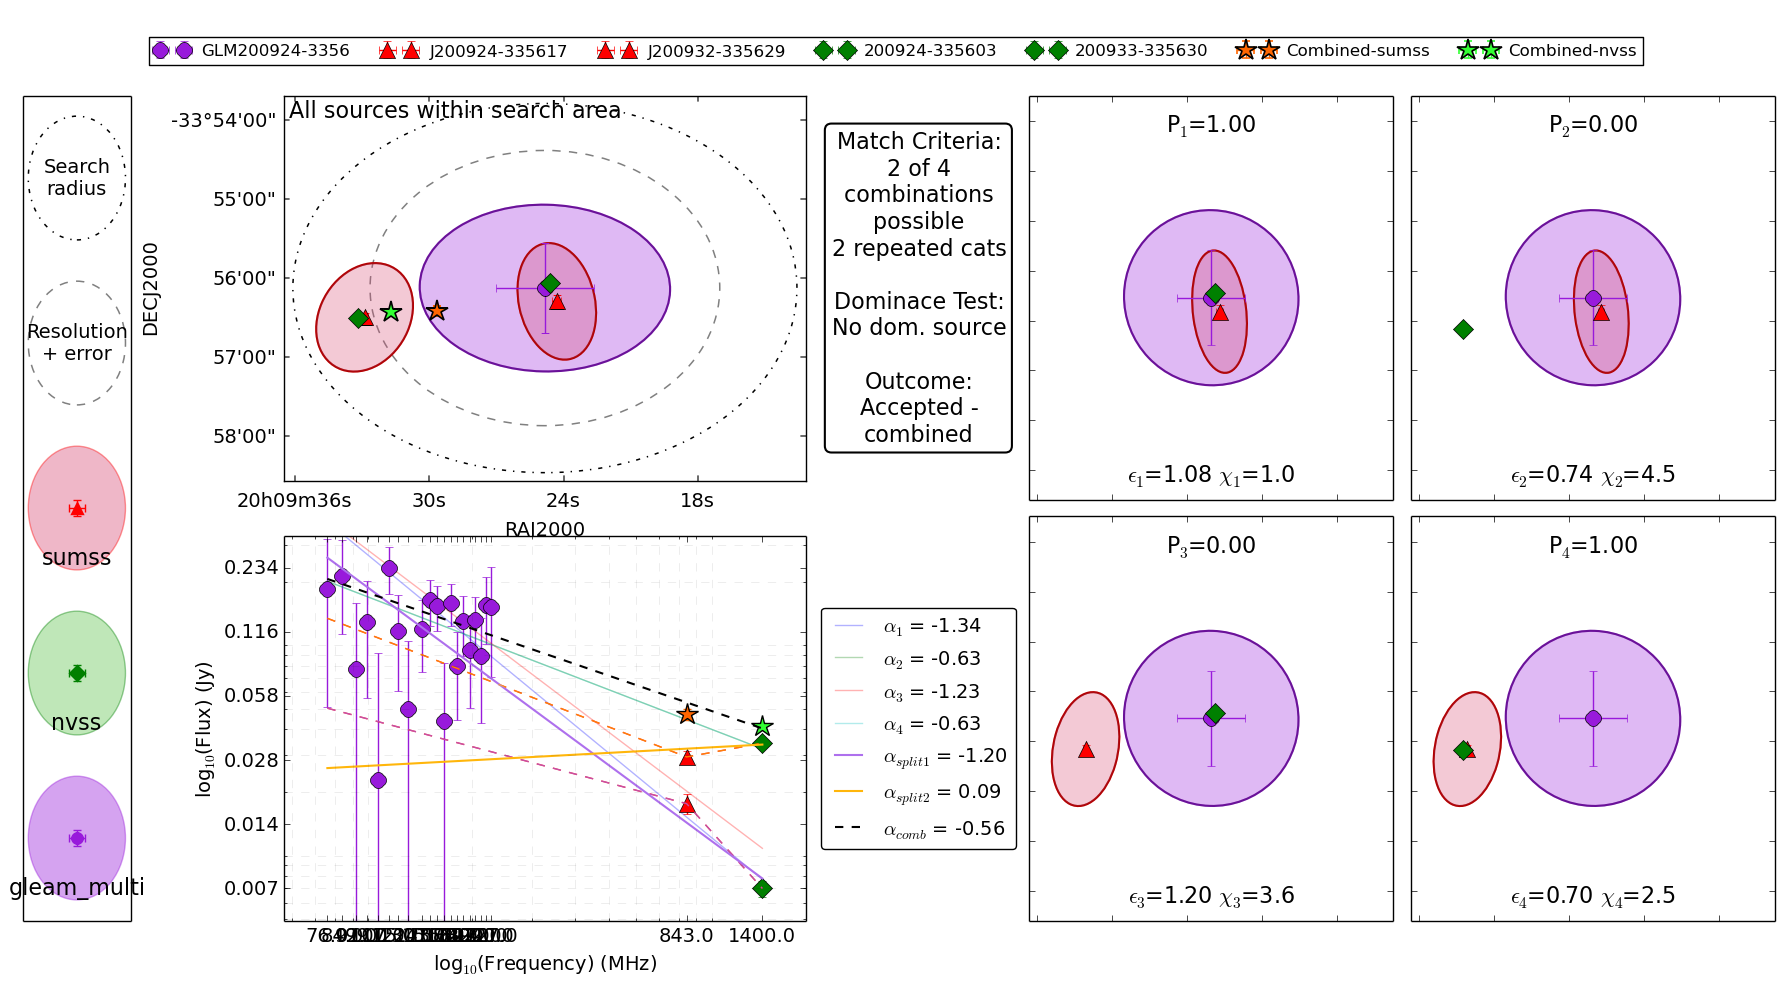 GLM200924-3356 J200924-335617 J200932-335629 200924-335603 200933-335630 Combined-sumss Combined-nvss
Search
radius
Resolution
+ error
sumss
nvss
gleam_multi
All sources within search area
-33°54'00"
55'00"
56'00"
57'00"
58'00"
DECJ2000
20h09m36s 30s 24s 18s
RAJ2000
Match Criteria:
2 of 4
combinations
possible
2 repeated cats
Dominace Test:
No dom. source
Outcome:
Accepted -
combined
P1=1.00
ϵ1=1.08 χ1=1.0
P2=0.00
ϵ2=0.74 χ2=4.5
P3=0.00
ϵ3=1.20 χ3=3.6
P4=1.00
ϵ4=0.70 χ4=2.5
0.234
0.116
0.058
0.028
0.014
0.007
log10(Flux) (Jy)
843.0 1400.0
log10(Frequency) (MHz)
α1 = -1.34
α2 = -0.63
α3 = -1.23
α4 = -0.63
αsplit1 = -1.20
αsplit2 = 0.09
αcomb = -0.56